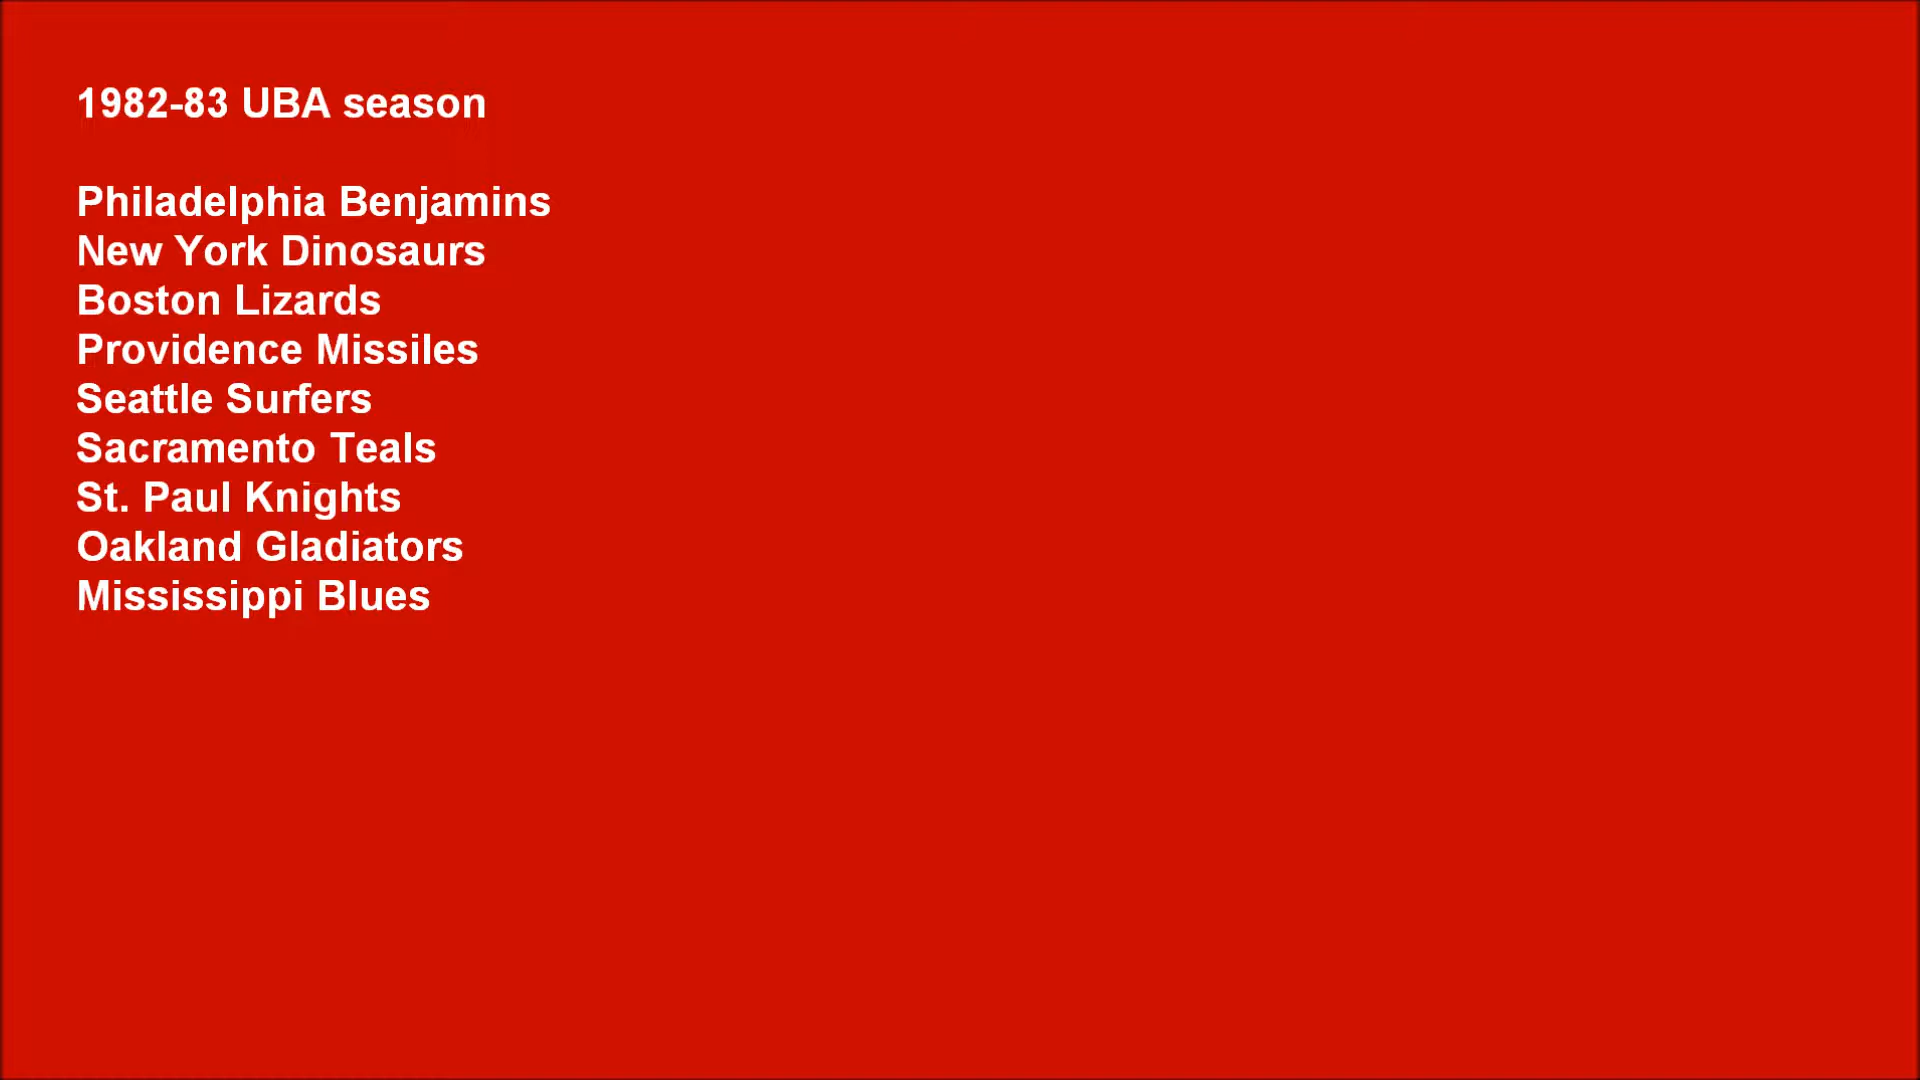 1982-83 UBA season
Philadelphia Benjamins
New York Dinosaurs
Boston Lizards
Providence Missiles
Seattle Surfers
Sacramento Teals
St. Paul Knights
Oakland Gladiators
Mississippi Blues